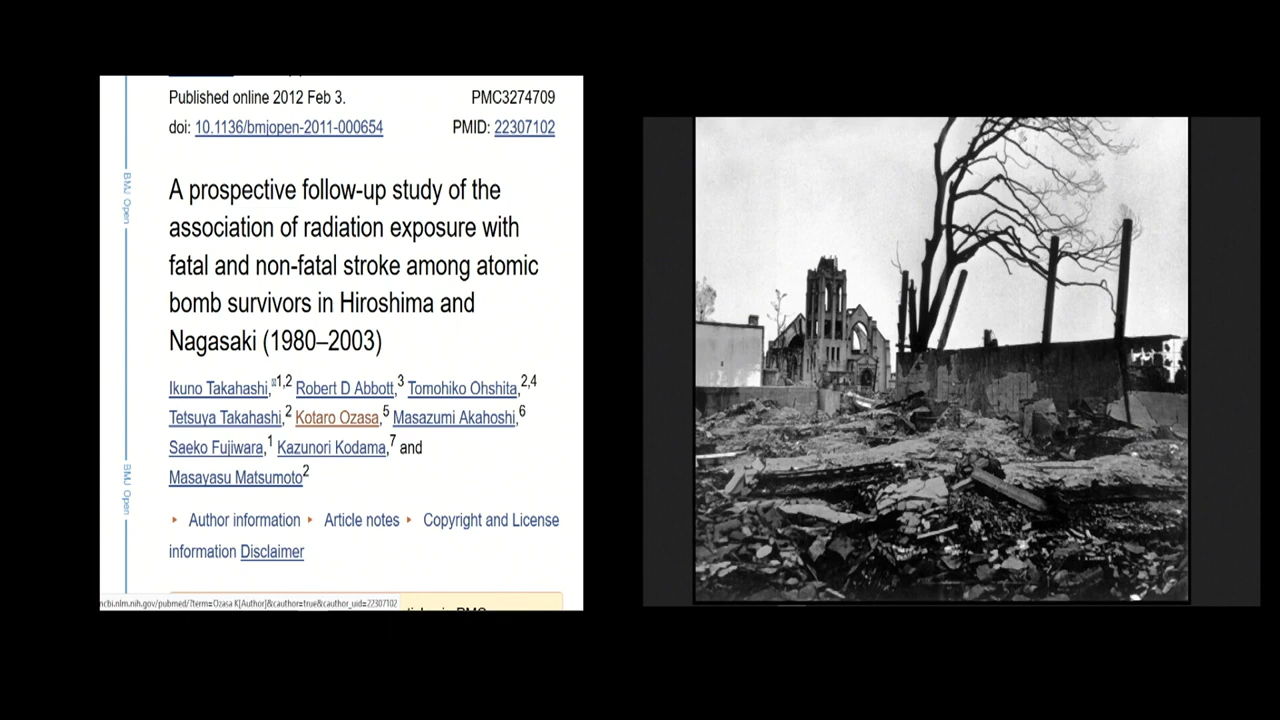 Published online 2012 Feb 3.
PMC3274709
doi: 10.1136/bmjopen-2011-000654
PMID: 22307102
BMJ Open
BMJ Open
A prospective follow-up study of the
association of radiation exposure with
fatal and non-fatal stroke among atomic
bomb survivors in Hiroshima and
Nagasaki (1980–2003)
Ikuno Takahashi,1,2 Robert D Abbott,3 Tomohiko Ohshita,2,4
Tetsuya Takahashi,2 Kotaro Ozasa,5 Masazumi Akahoshi,6
Saeko Fujiwara,1 Kazunori Kodama,7 and
Masayasu Matsumoto2
Author information Article notes Copyright and License
information Disclaimer
ncbi.nlm.nih.gov/pubmed/?term=Ozasa K[Author]&cauthor=true&cauthor_uid=22307102